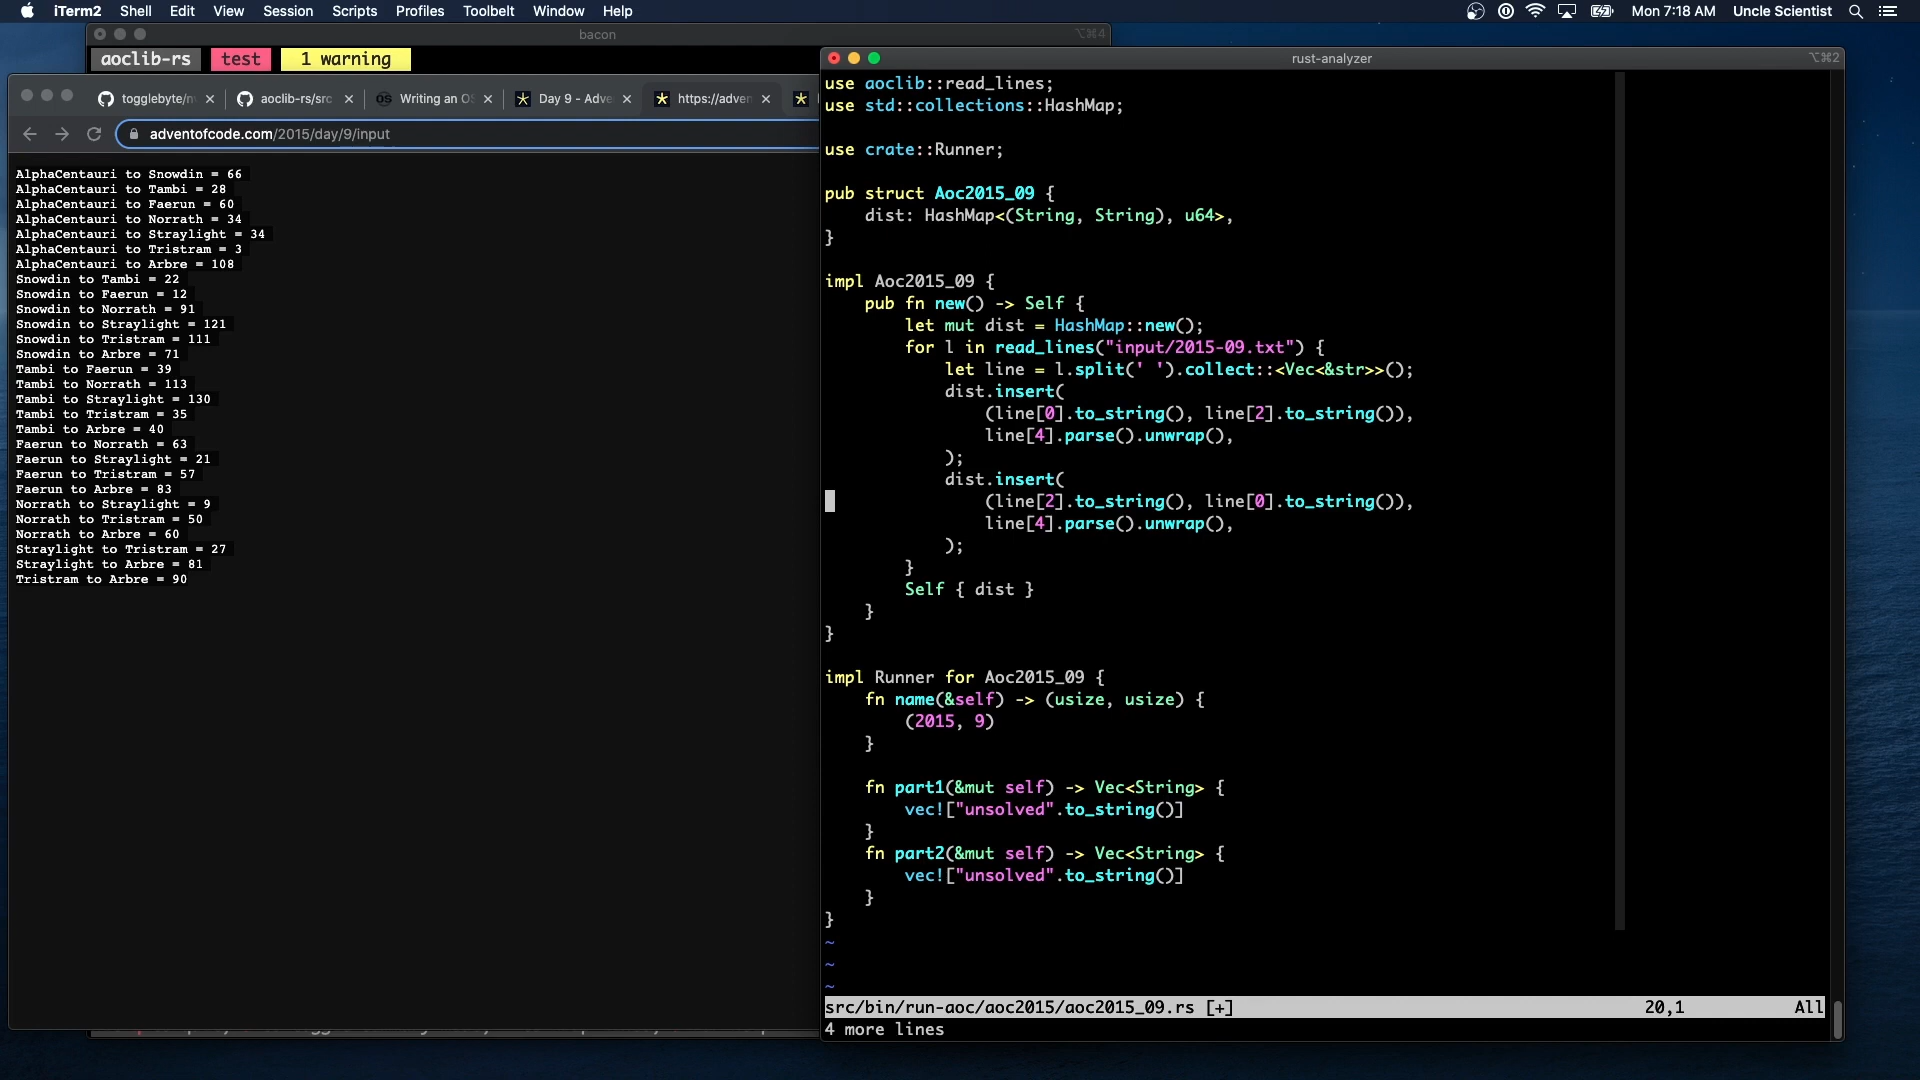 iTerm2 Shell Edit View Session Scripts Profiles Toolbelt Window Help Mon 7:18 AM Uncle Scientist
bacon ⌥⌘4
aoclib-rs test 1 warning
togglebyte/n × aoclib-rs/src × OS Writing an OS × Day 9 - Adve × https://adven ×
adventofcode.com/2015/day/9/input
AlphaCentauri to Snowdin = 66
AlphaCentauri to Tambi = 28
AlphaCentauri to Faerun = 60
AlphaCentauri to Norrath = 34
AlphaCentauri to Straylight = 34
AlphaCentauri to Tristram = 3
AlphaCentauri to Arbre = 108
Snowdin to Tambi = 22
Snowdin to Faerun = 12
Snowdin to Norrath = 91
Snowdin to Straylight = 121
Snowdin to Tristram = 111
Snowdin to Arbre = 71
Tambi to Faerun = 39
Tambi to Norrath = 113
Tambi to Straylight = 130
Tambi to Tristram = 35
Tambi to Arbre = 40
Faerun to Norrath = 63
Faerun to Straylight = 21
Faerun to Tristram = 57
Faerun to Arbre = 83
Norrath to Straylight = 9
Norrath to Tristram = 50
Norrath to Arbre = 60
Straylight to Tristram = 27
Straylight to Arbre = 81
Tristram to Arbre = 90
rust-analyzer ⌥⌘2
use aoclib::read_lines;
use std::collections::HashMap;
use crate::Runner;
pub struct Aoc2015_09 {
    dist: HashMap<(String, String), u64>,
}
impl Aoc2015_09 {
    pub fn new() -> Self {
        let mut dist = HashMap::new();
        for l in read_lines("input/2015-09.txt") {
            let line = l.split(' ').collect::<Vec<&str>>();
            dist.insert(
                (line[0].to_string(), line[2].to_string()),
                line[4].parse().unwrap(),
            );
            dist.insert(
                (line[2].to_string(), line[0].to_string()),
                line[4].parse().unwrap(),
            );
        }
        Self { dist }
    }
}
impl Runner for Aoc2015_09 {
    fn name(&self) -> (usize, usize) {
        (2015, 9)
    }
    fn part1(&mut self) -> Vec<String> {
        vec!["unsolved".to_string()]
    }
    fn part2(&mut self) -> Vec<String> {
        vec!["unsolved".to_string()]
    }
}
~
~
~
src/bin/run-aoc/aoc2015/aoc2015_09.rs [+] 20,1 All
4 more lines